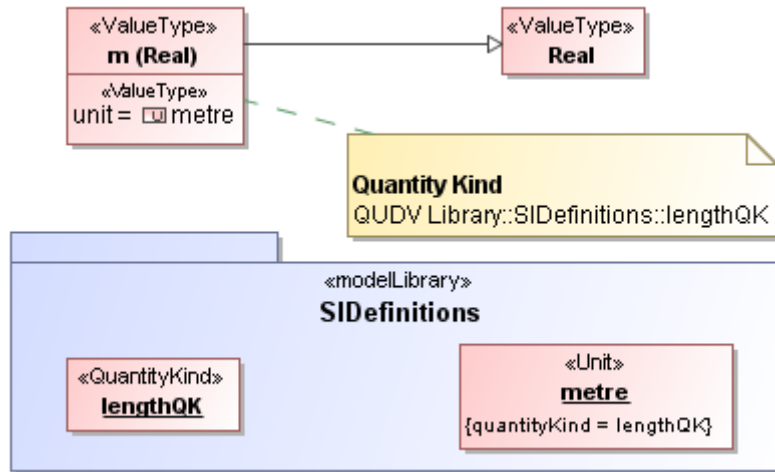 «ValueType»
m (Real)
«ValueType»
unit = u metre
«ValueType»
Real
Quantity Kind
QUDV Library::SIDefinitions::lengthQK
«modelLibrary»
SIDefinitions
«QuantityKind»
lengthQK
«Unit»
metre
{quantityKind = lengthQK}